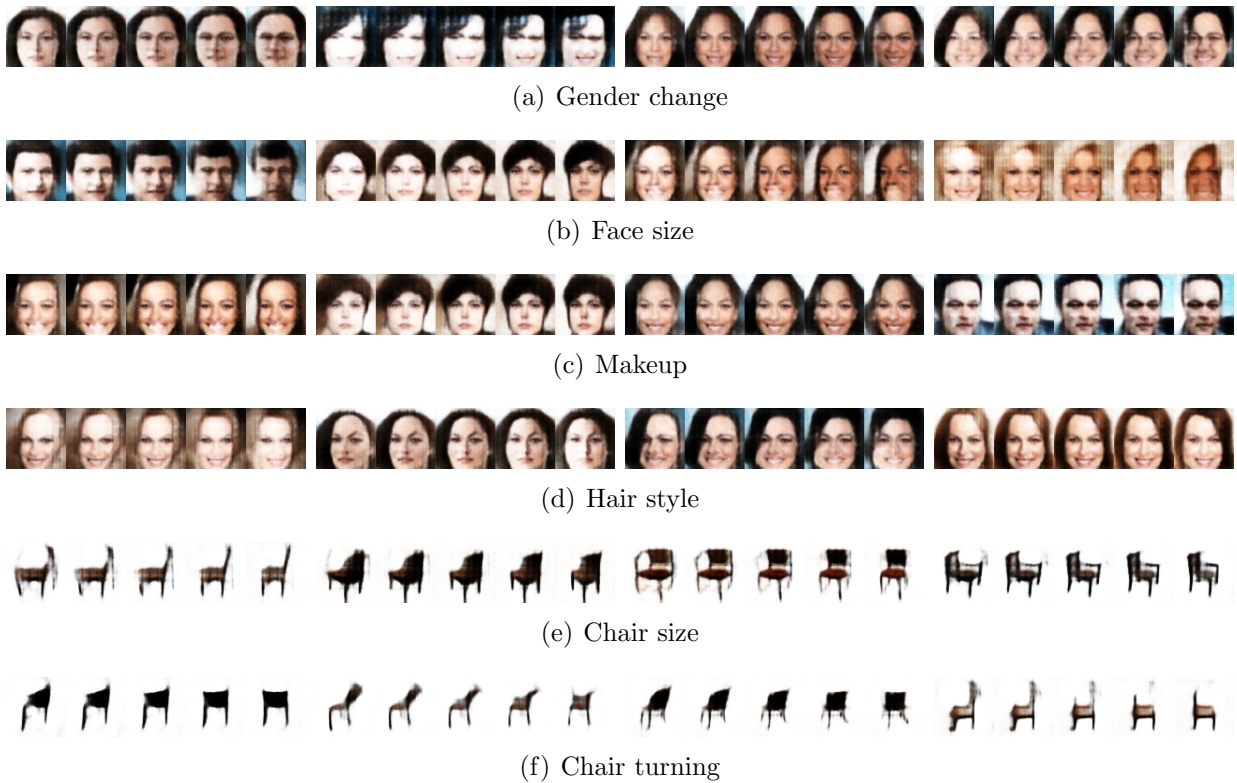 (a) Gender change
(b) Face size
(c) Makeup
(d) Hair style
(e) Chair size
(f) Chair turning